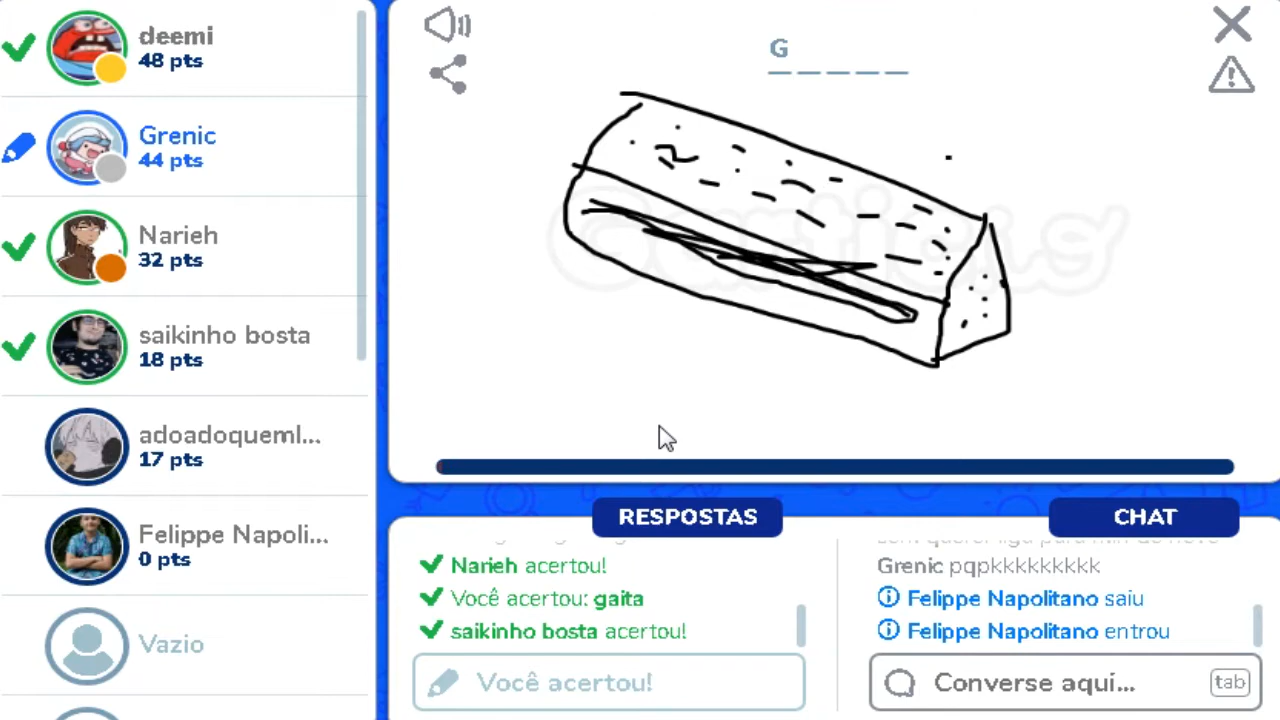 deemi
48 pts
Grenic
44 pts
Narieh
32 pts
saikinho bosta
18 pts
adoadoqueml...
17 pts
Felippe Napoli...
0 pts
Vazio
G
Gartic.io
RESPOSTAS
Narieh acertou!
Você acertou: gaita
saikinho bosta acertou!
Você acertou!
CHAT
Grenic pqpkkkkkkkkk
Felippe Napolitano saiu
Felippe Napolitano entrou
Converse aqui...
tab